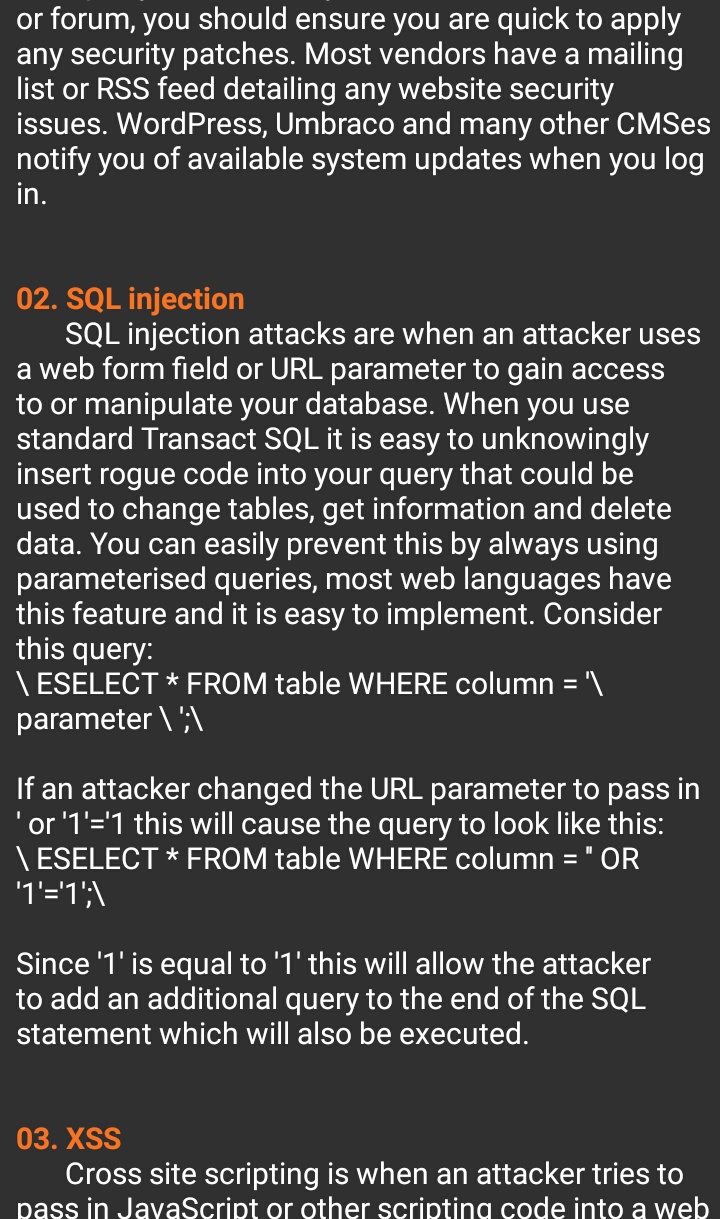 or forum, you should ensure you are quick to apply
any security patches. Most vendors have a mailing
list or RSS feed detailing any website security
issues. WordPress, Umbraco and many other CMSes
notify you of available system updates when you log
in.
02. SQL injection
SQL injection attacks are when an attacker uses
a web form field or URL parameter to gain access
to or manipulate your database. When you use
standard Transact SQL it is easy to unknowingly
insert rogue code into your query that could be
used to change tables, get information and delete
data. You can easily prevent this by always using
parameterised queries, most web languages have
this feature and it is easy to implement. Consider
this query:
\ ESELECT * FROM table WHERE column = '\
parameter \ ';\
If an attacker changed the URL parameter to pass in
' or '1'='1 this will cause the query to look like this:
\ ESELECT * FROM table WHERE column = '' OR
'1'='1';\
Since '1' is equal to '1' this will allow the attacker
to add an additional query to the end of the SQL
statement which will also be executed.
03. XSS
Cross site scripting is when an attacker tries to
pass in JavaScript or other scripting code into a web